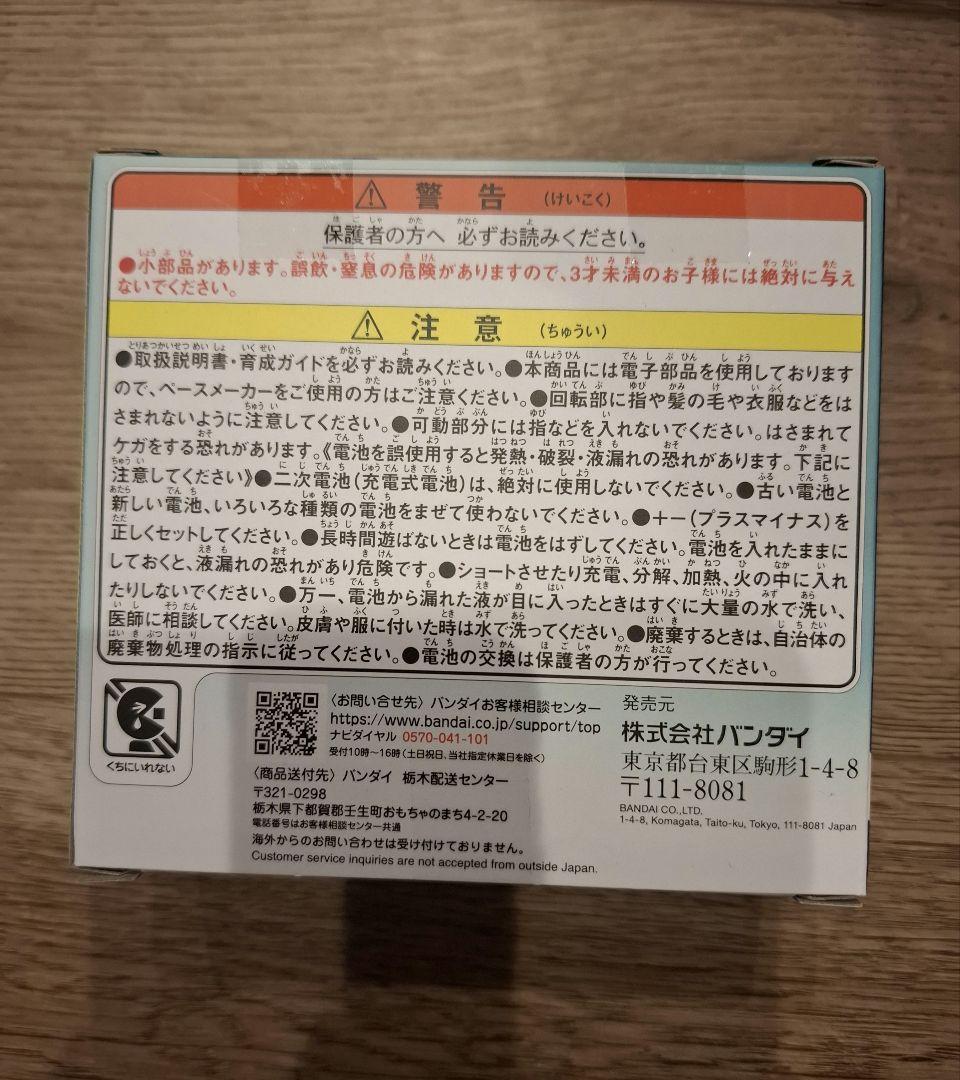 ⚠ 警告 (けいこく)
保護者の方へ 必ずお読みください。
●小部品があります。誤飲・窒息の危険がありますので、3才未満のお子様には絶対に与え
ないでください。
⚠ 注意 (ちゅうい)
●取扱説明書・育成ガイドを必ずお読みください。●本商品には電子部品を使用しております
ので、ペースメーカーをご使用の方はご注意ください。●回転部に指や髪の毛や衣服などをは
さまれないように注意してください。●可動部分には指などを入れないでください。はさまれて
ケガをする恐れがあります。《電池を誤使用すると発熱・破裂・液漏れの恐れがあります。下記に
注意してください》●二次電池(充電式電池)は、絶対に使用しないでください。●古い電池と
新しい電池、いろいろな種類の電池をまぜて使わないでください。●+−(プラスマイナス)を
正しくセットしてください。●長時間遊ばないときは電池をはずしてください。電池を入れたままに
しておくと、液漏れの恐れがあり危険です。●ショートさせたり充電、分解、加熱、火の中に入れ
たりしないでください。●万一、電池から漏れた液が目に入ったときはすぐに大量の水で洗い、
医師に相談してください。皮膚や服に付いた時は水で洗ってください。●廃棄するときは、自治体の
廃棄物処理の指示に従ってください。●電池の交換は保護者の方が行ってください。
くちにいれない
〈お問い合せ先〉バンダイお客様相談センター
https://www.bandai.co.jp/support/top
ナビダイヤル 0570-041-101
受付10時〜16時(土日祝日、当社指定休業日を除く)
〈商品送付先〉バンダイ 栃木配送センター
〒321-0298
栃木県下都賀郡壬生町おもちゃのまち4-2-20
電話番号はお客様相談センター共通
海外からのお問い合わせは受け付けておりません。
Customer service inquiries are not accepted from outside Japan.
発売元
株式会社バンダイ
東京都台東区駒形1-4-8
〒111-8081
BANDAI CO.,LTD.
1-4-8, Komagata, Taito-ku, Tokyo, 111-8081 Japan